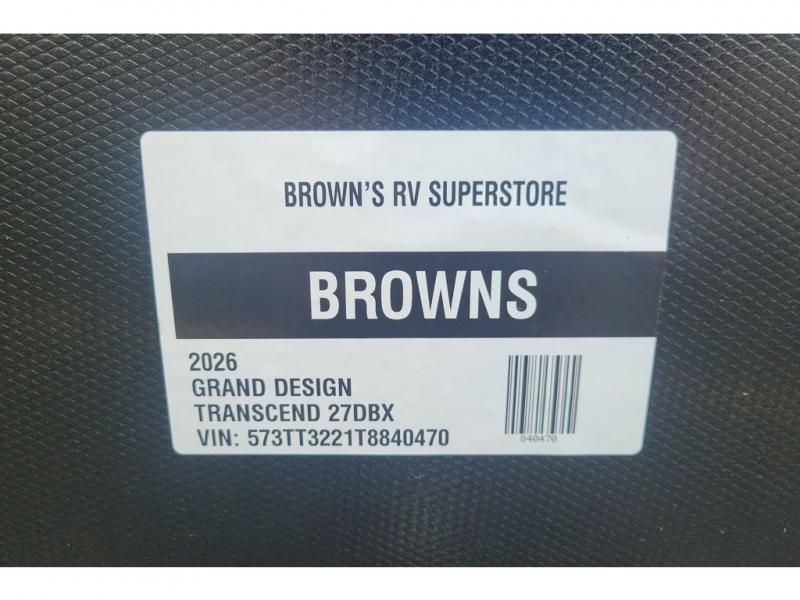 BROWN'S RV SUPERSTORE
BROWNS
2026
GRAND DESIGN
TRANSCEND 27DBX
VIN: 573TT3221T8840470
840470